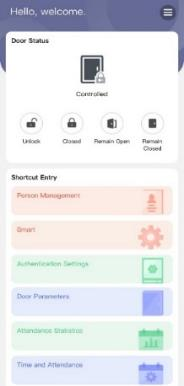 Hello, welcome.
Door Status
Controlled
Unlock Closed Remain Open Remain
Closed
Shortcut Entry
Person Management
Smart
Authentication Settings
Door Parameters
Attendance Statistics
Time and Attendance